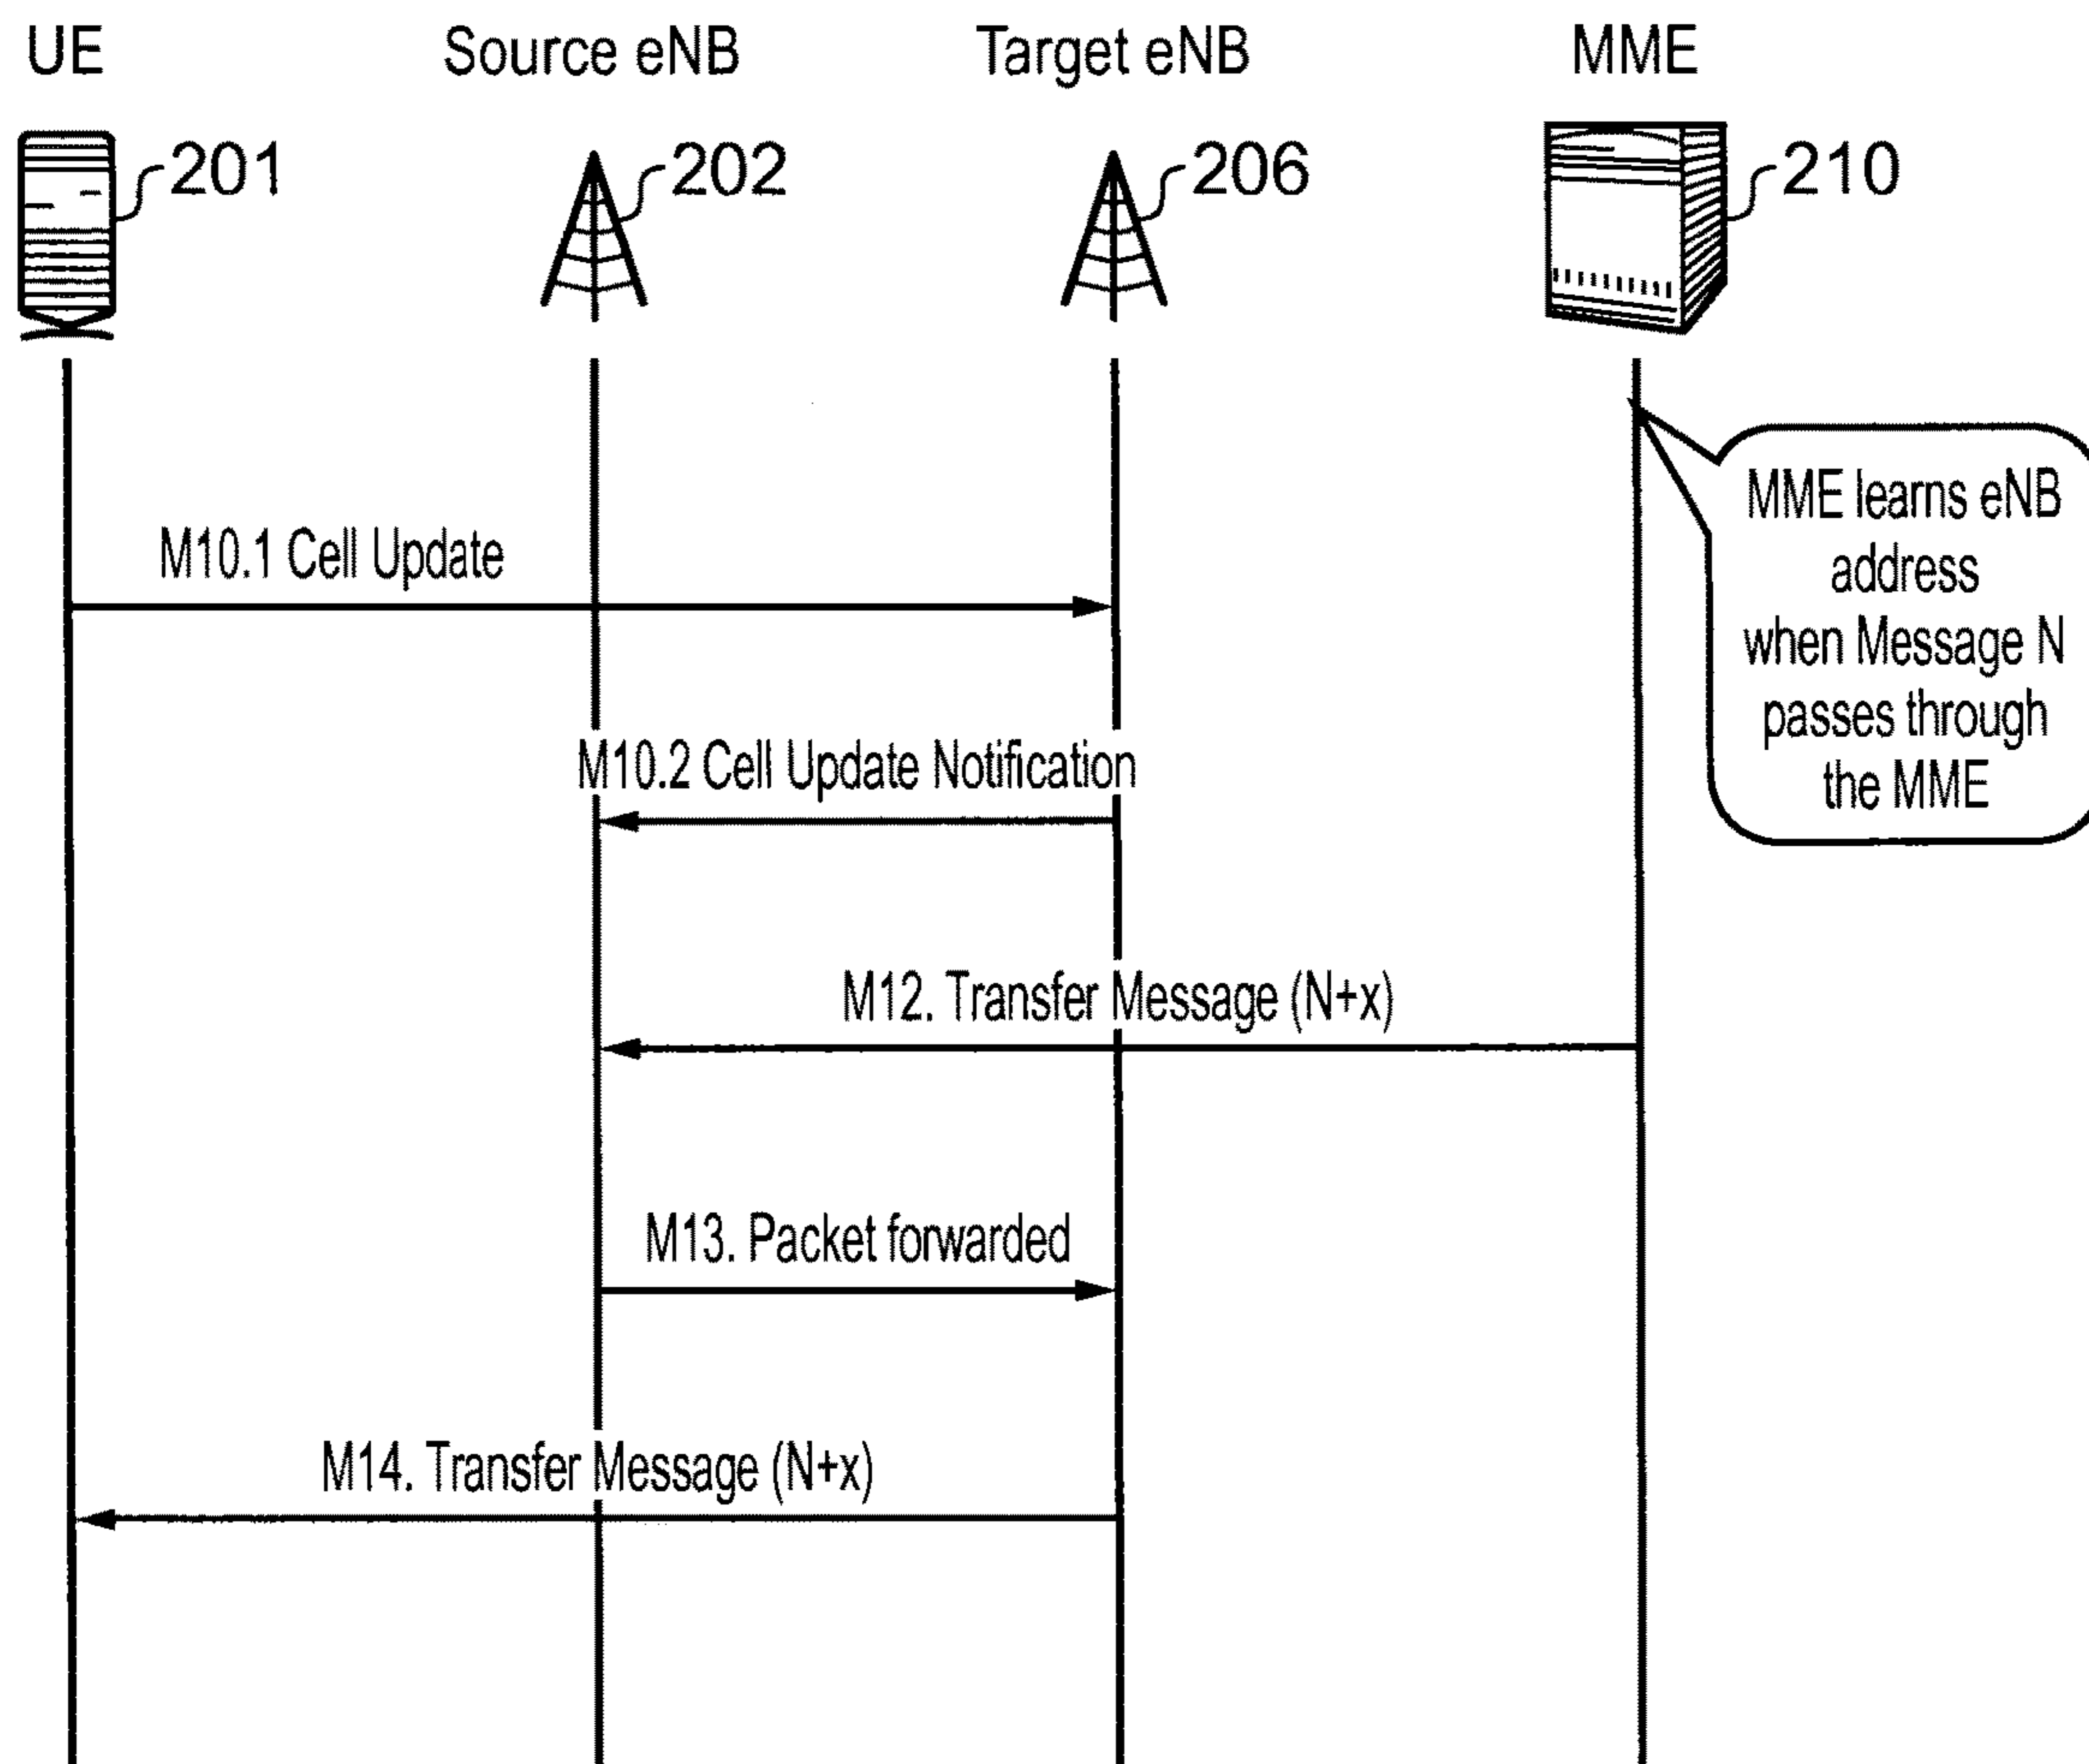 UE
Source eNB
Target eNB
MME
201
202
206
210
MME learns eNB
address
when Message N
passes through
the MME
M10.1 Cell Update
M10.2 Cell Update Notification
M12. Transfer Message (N+x)
M13. Packet forwarded
M14. Transfer Message (N+x)